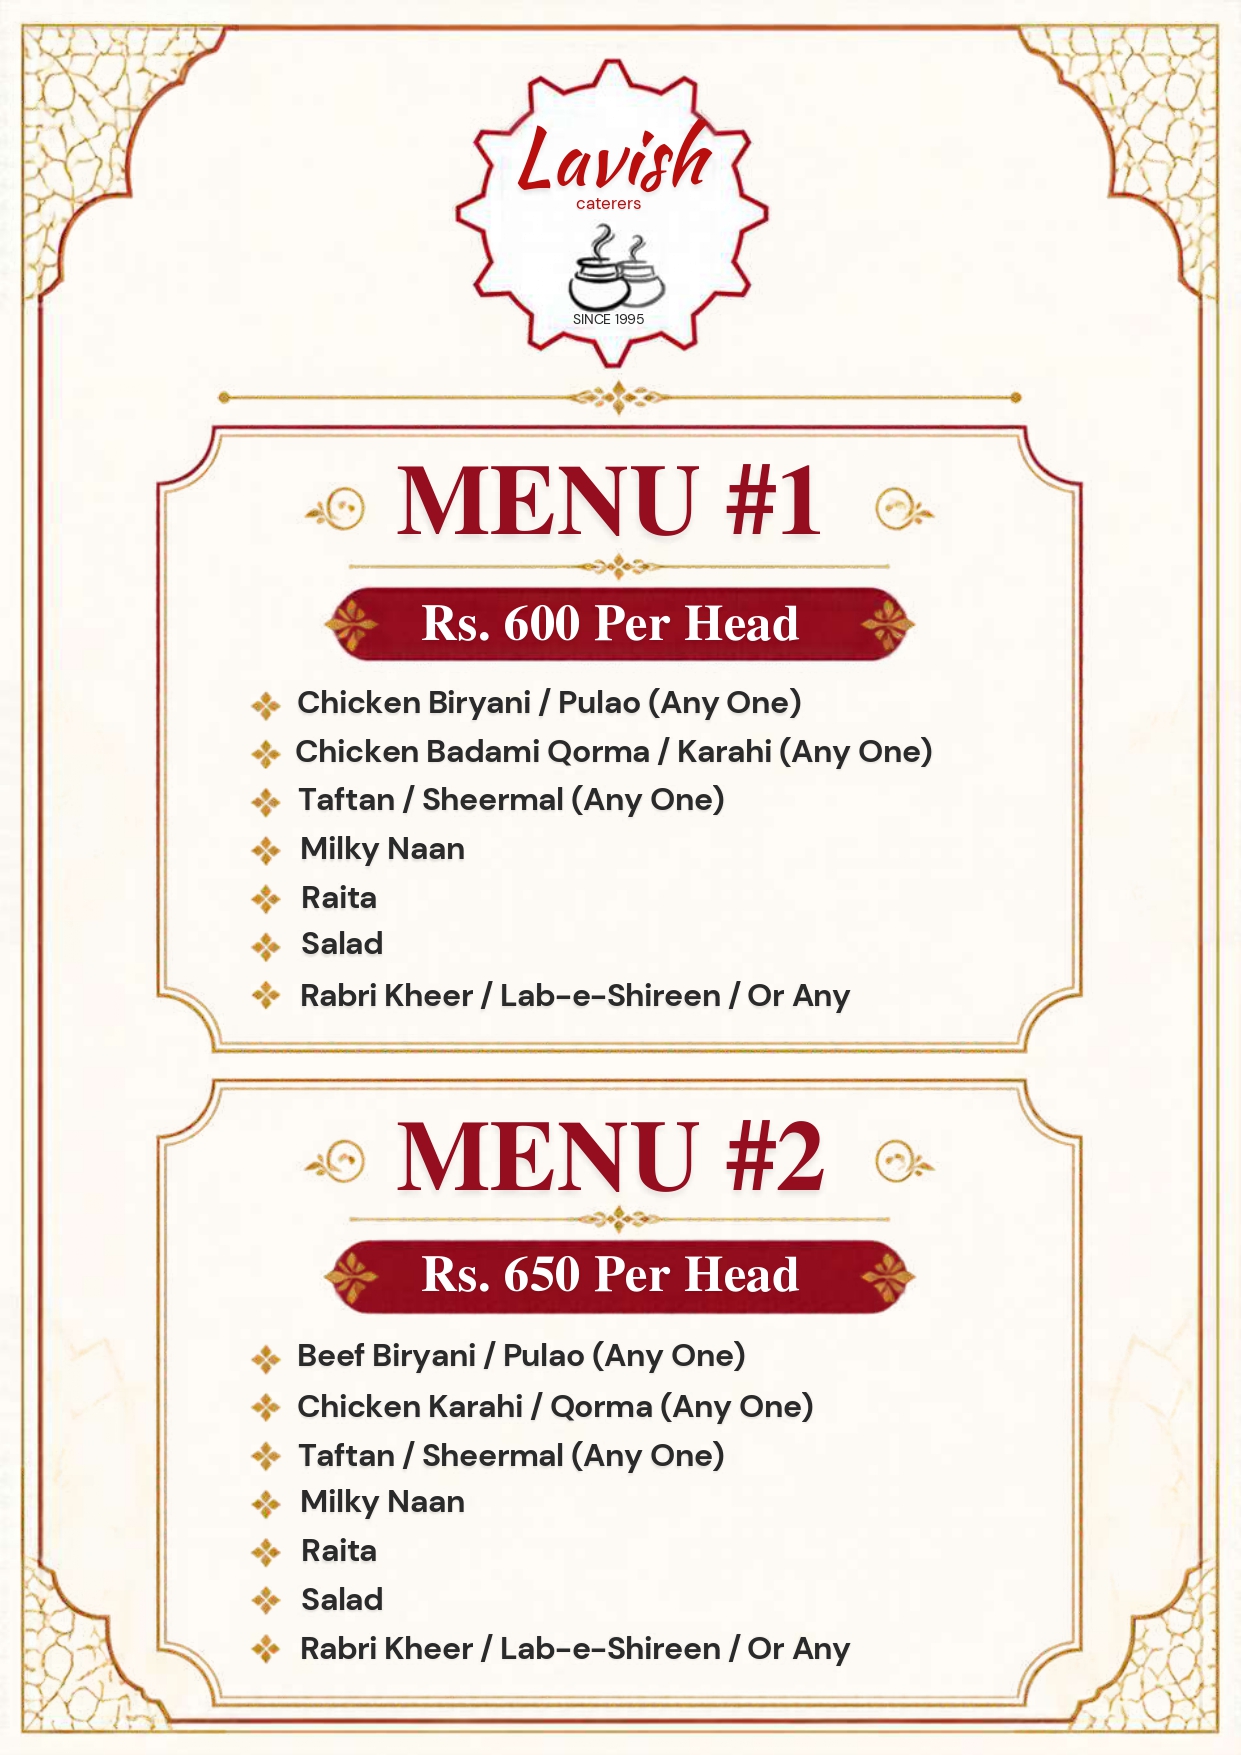 Lavish
caterers
SINCE 1995
MENU #1
Rs. 600 Per Head
Chicken Biryani / Pulao (Any One)
Chicken Badami Qorma / Karahi (Any One)
Taftan / Sheermal (Any One)
Milky Naan
Raita
Salad
Rabri Kheer / Lab-e-Shireen / Or Any
MENU #2
Rs. 650 Per Head
Beef Biryani / Pulao (Any One)
Chicken Karahi / Qorma (Any One)
Taftan / Sheermal (Any One)
Milky Naan
Raita
Salad
Rabri Kheer / Lab-e-Shireen / Or Any